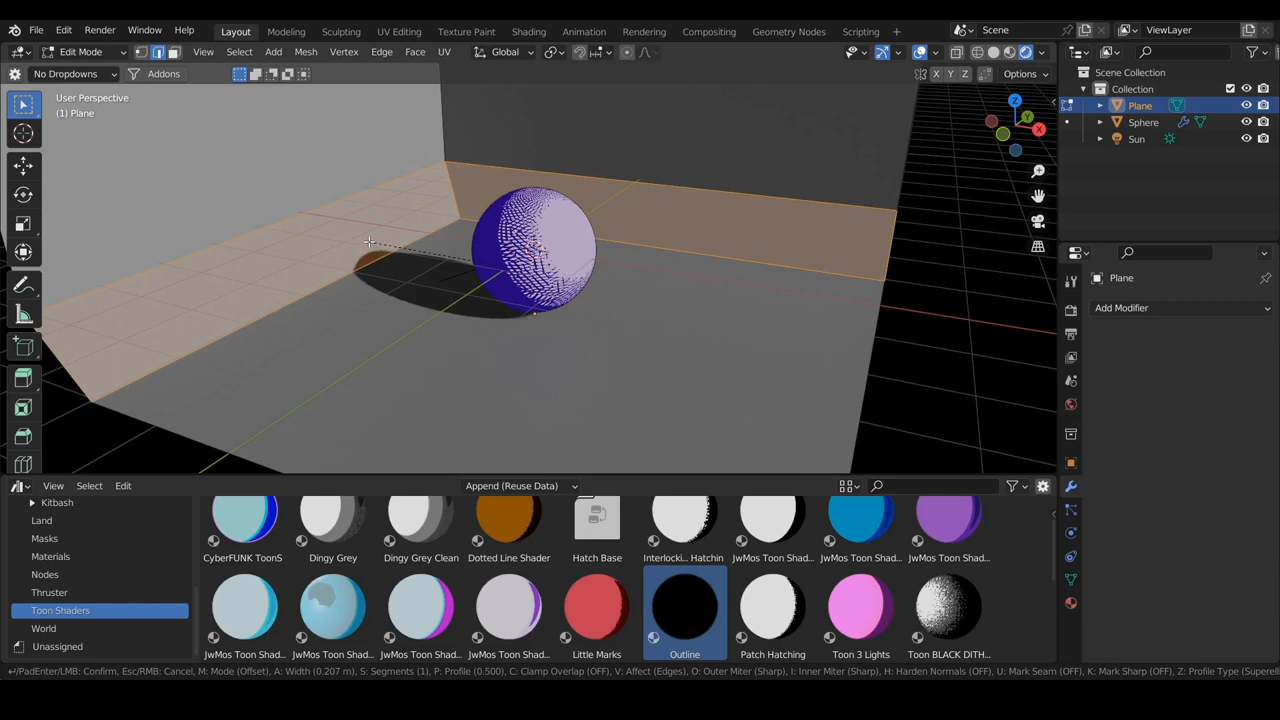 File Edit Render Window Help Layout Modeling Sculpting UV Editing Texture Paint Shading Animation Rendering Compositing Geometry Nodes Scripting Scene ViewLayer
Edit Mode View Select Add Mesh Vertex Edge Face UV Global
No Dropdowns Addons X Y Z Options
Scene Collection
Collection
Plane
Sphere
Sun
User Perspective
(1) Plane
Z
Y
X
Plane
Add Modifier
View Select Edit Append (Reuse Data)
Kitbash
Land
Masks
Materials
Nodes
Thruster
Toon Shaders
World
Unassigned
CyberFUNK ToonS Dingy Grey Dingy Grey Clean Dotted Line Shader Hatch Base Interlocki... Hatchin JwMos Toon Shad... JwMos Toon Shad... JwMos Toon Shad...
JwMos Toon Shad... JwMos Toon Shad... JwMos Toon Shad... JwMos Toon Shad... Little Marks Outline Patch Hatching Toon 3 Lights Toon BLACK DITH...
↵/PadEnter/LMB: Confirm, Esc/RMB: Cancel, M: Mode (Offset), A: Width (0.207 m), S: Segments (1), P: Profile (0.500), C: Clamp Overlap (OFF), V: Affect (Edges), O: Outer Miter (Sharp), I: Inner Miter (Sharp), H: Harden Normals (OFF), U: Mark Seam (OFF), K: Mark Sharp (OFF), Z: Profile Type (Superel